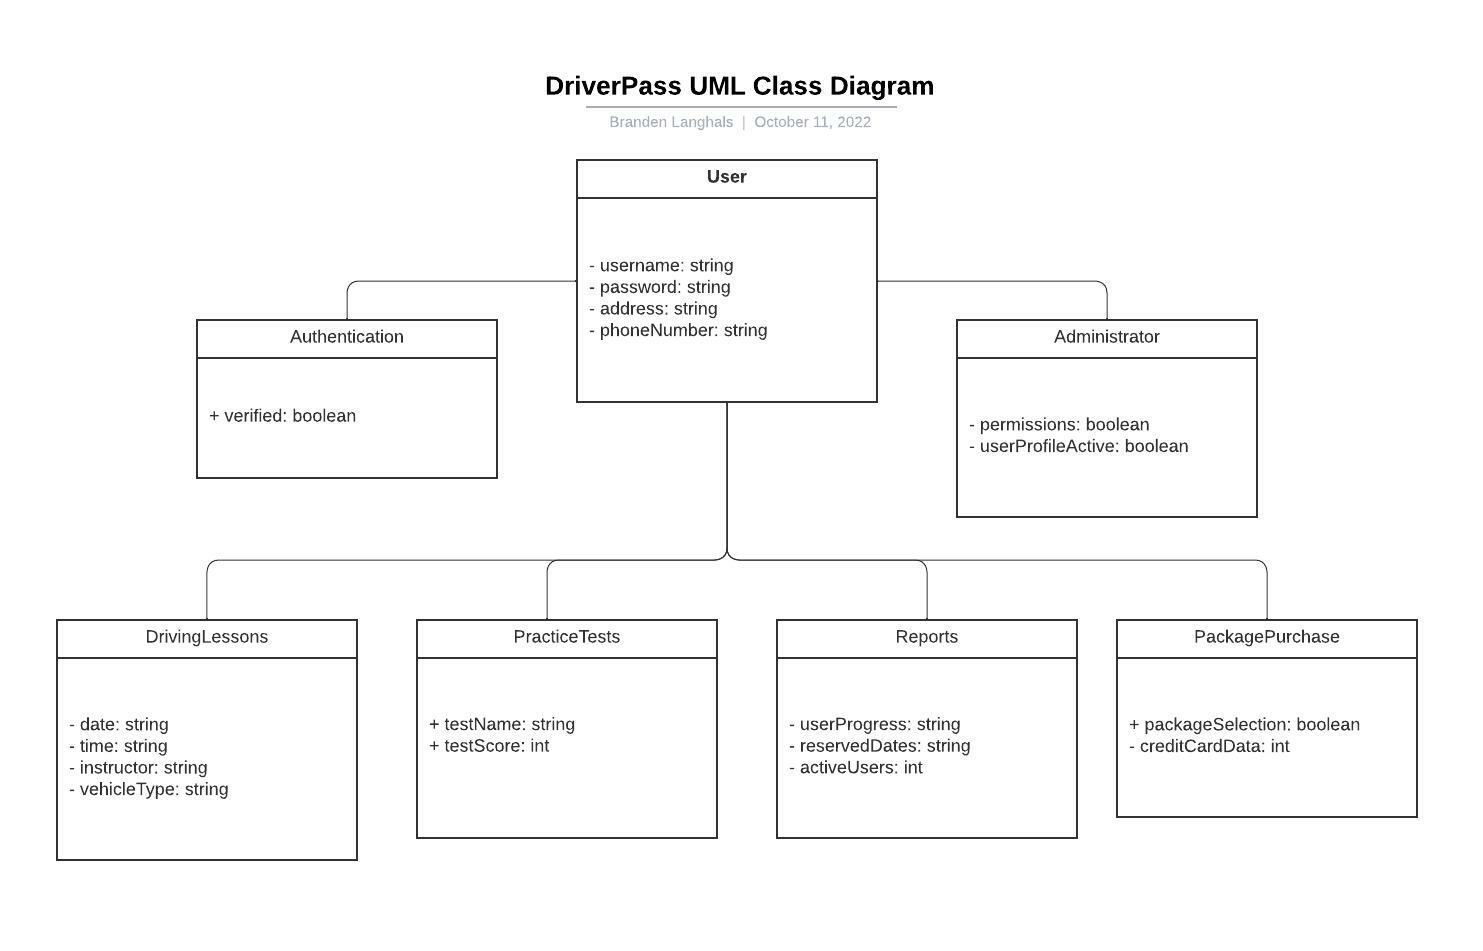 DriverPass UML Class Diagram
Branden Langhals | October 11, 2022
User
- username: string
- password: string
- address: string
- phoneNumber: string
Authentication
+ verified: boolean
Administrator
- permissions: boolean
- userProfileActive: boolean
DrivingLessons
- date: string
- time: string
- instructor: string
- vehicleType: string
PracticeTests
+ testName: string
+ testScore: int
Reports
- userProgress: string
- reservedDates: string
- activeUsers: int
PackagePurchase
+ packageSelection: boolean
- creditCardData: int